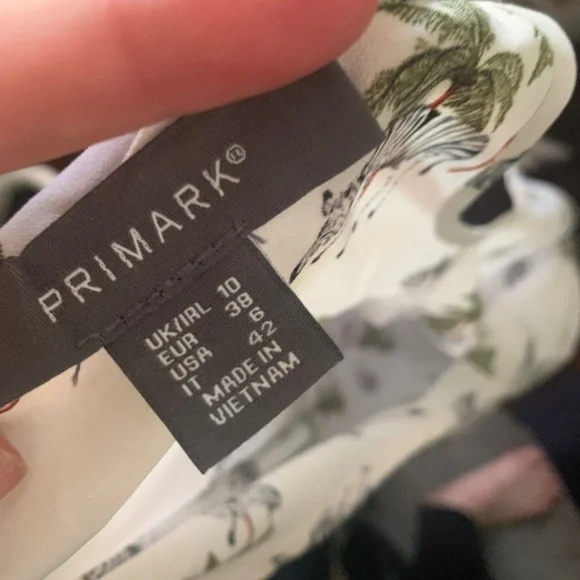 PRIMARK®
UK/IRL 10
EUR 38
USA 6
IT 42
MADE IN
VIETNAM